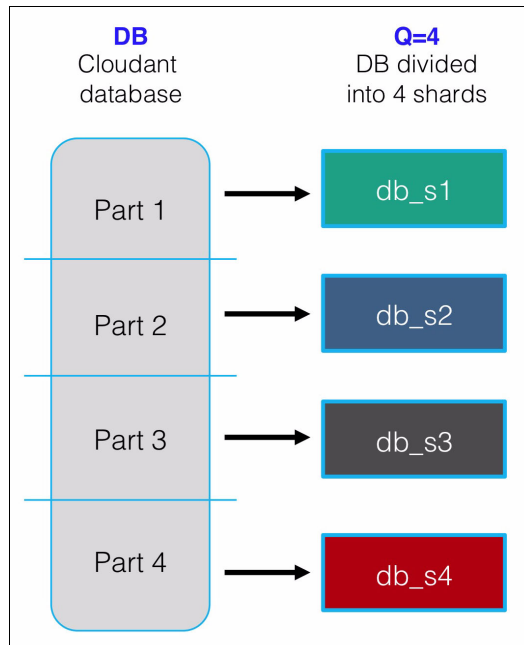 DB
Cloudant
database
Q=4
DB divided
into 4 shards
Part 1
db_s1
Part 2
db_s2
Part 3
db_s3
Part 4
db_s4